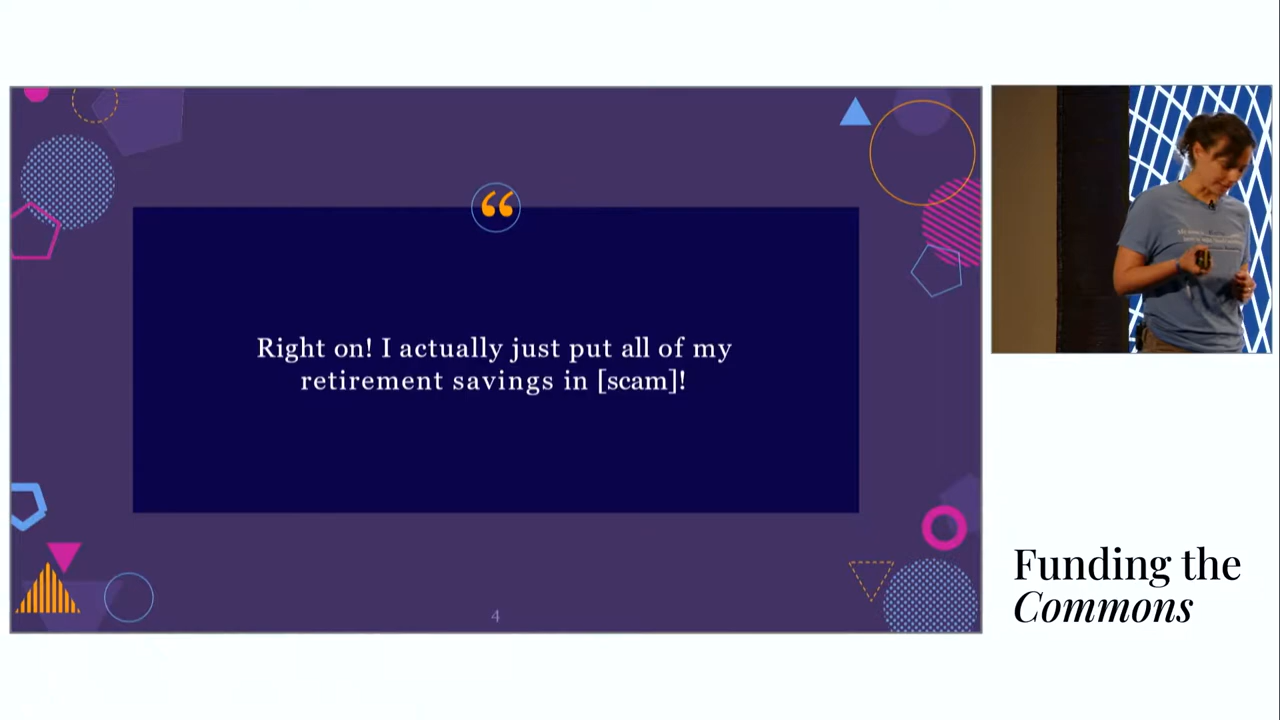 “
Right on! I actually just put all of my
retirement savings in [scam]!
4
Funding the
Commons